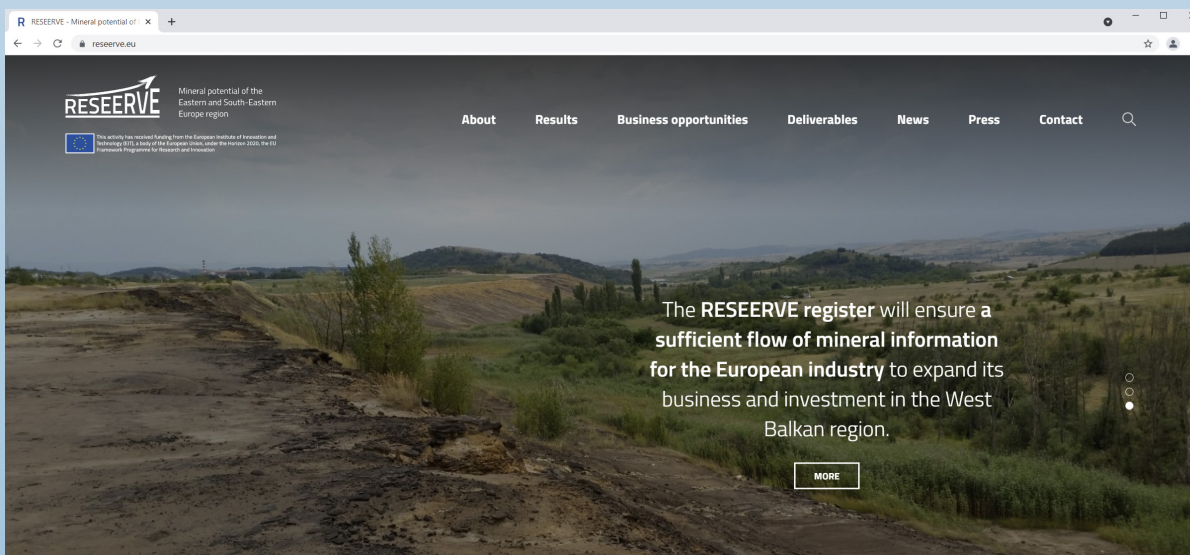 R RESEERVE - Mineral potential of
reseerve.eu
RESEERVE
Mineral potential of the
Eastern and South-Eastern
Europe region
This activity has received funding from the European Institute of Innovation and
Technology (EIT), a body of the European Union, under the Horizon 2020, the EU
Framework Programme for Research and Innovation
About Results Business opportunities Deliverables News Press Contact
The RESEERVE register will ensure a
sufficient flow of mineral information
for the European industry to expand its
business and investment in the West
Balkan region.
MORE